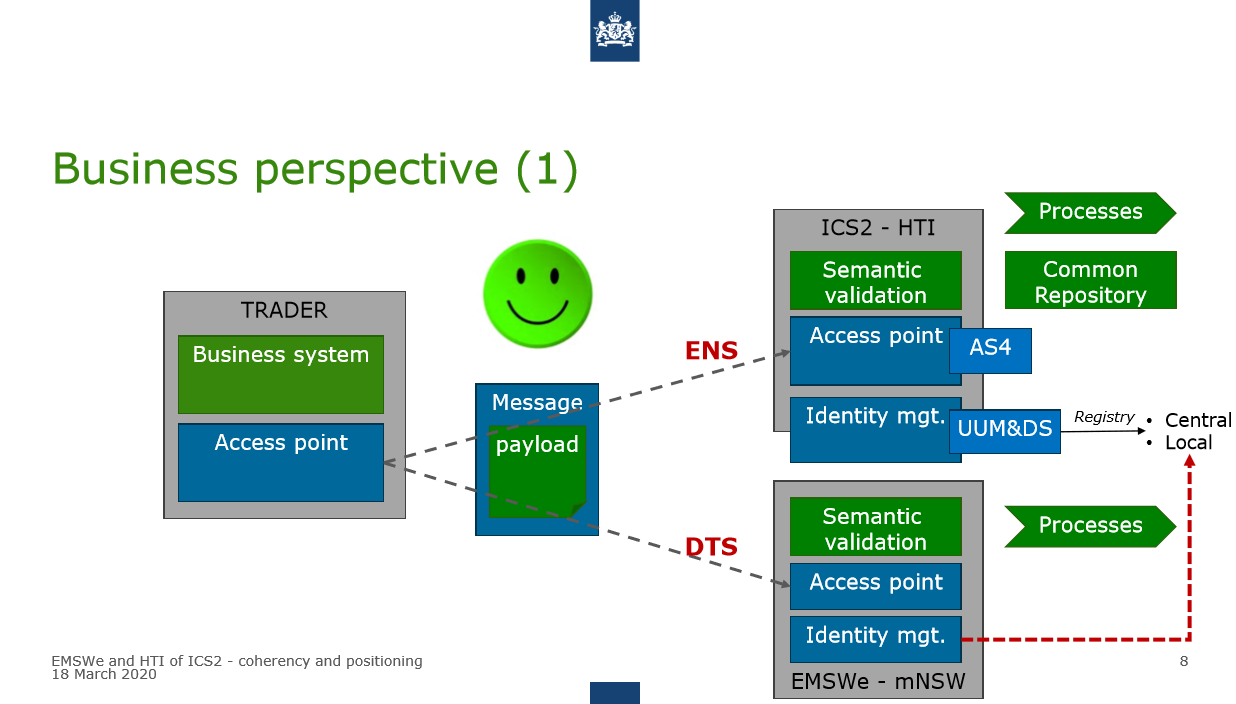 Business perspective (1)
TRADER
Business system
Access point
Message
payload
ENS
DTS
ICS2 - HTI
Semantic
validation
Access point
AS4
Identity mgt.
UUM&DS
Processes
Common
Repository
Registry
• Central
• Local
Semantic
validation
Access point
Identity mgt.
EMSWe - mNSW
Processes
EMSWe and HTI of ICS2 - coherency and positioning
18 March 2020
8